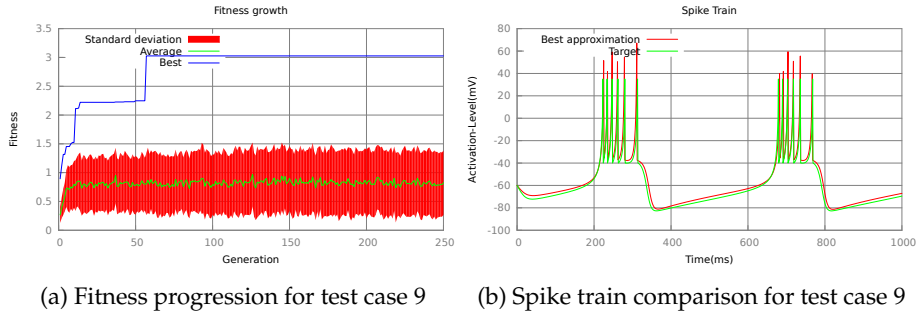 Fitness growth
3.5
3
2.5
2
1.5
1
0.5
0
Fitness
Standard deviation
Average
Best
0
50
100
150
200
250
Generation
(a) Fitness progression for test case 9
Spike Train
80
60
40
20
0
-20
-40
-60
-80
-100
Activation-Level(mV)
Best approximation
Target
0
200
400
600
800
1000
Time(ms)
(b) Spike train comparison for test case 9